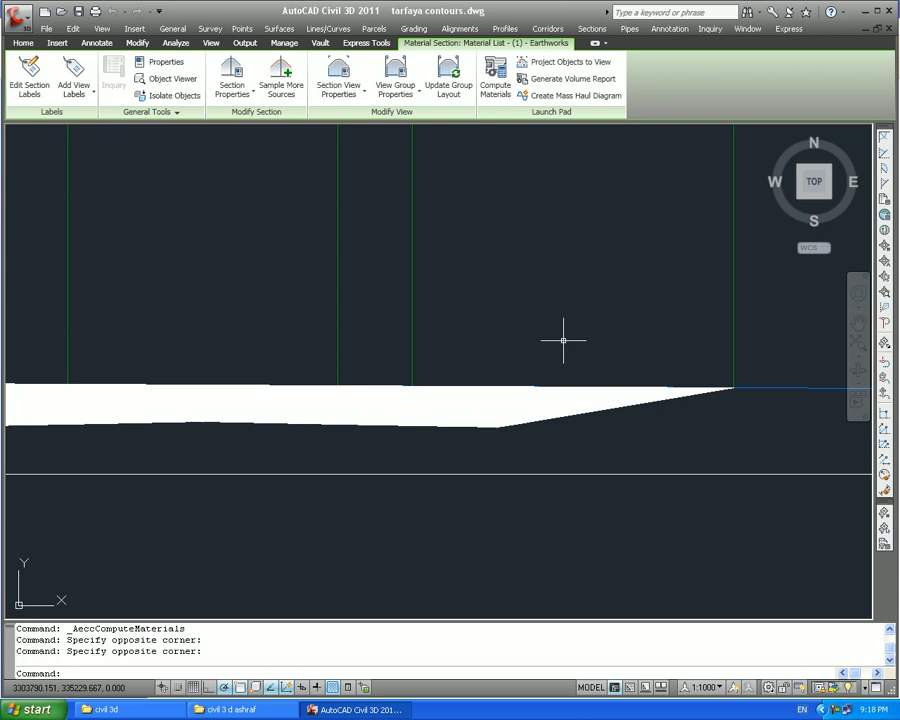 AutoCAD Civil 3D 2011 tarfaya contours.dwg
Type a keyword or phrase
File Edit View Insert General Survey Points Surfaces Lines/Curves Parcels Grading Alignments Profiles Corridors Sections Pipes Annotation Inquiry Window Express
Home Insert Annotate Modify Analyze View Output Manage Vault Express Tools Material Section: Material List - (1) - Earthworks
Edit Section Labels
Add View Labels
Inquiry
Properties
Object Viewer
Isolate Objects
Section Properties
Sample More Sources
Section View Properties
View Group Properties
Update Group Layout
Compute Materials
Project Objects to View
Generate Volume Report
Create Mass Haul Diagram
Labels General Tools Modify Section Modify View Launch Pad
N
W TOP E
S
WCS
Y
X
Command: _AeccComputeMaterials
Command: Specify opposite corner:
Command: Specify opposite corner:
Command:
3303790.151, 335229.667, 0.000
MODEL
1:1000
start
civil 3d
civil 3 d ashraf
AutoCAD Civil 3D 201...
EN
9:18 PM